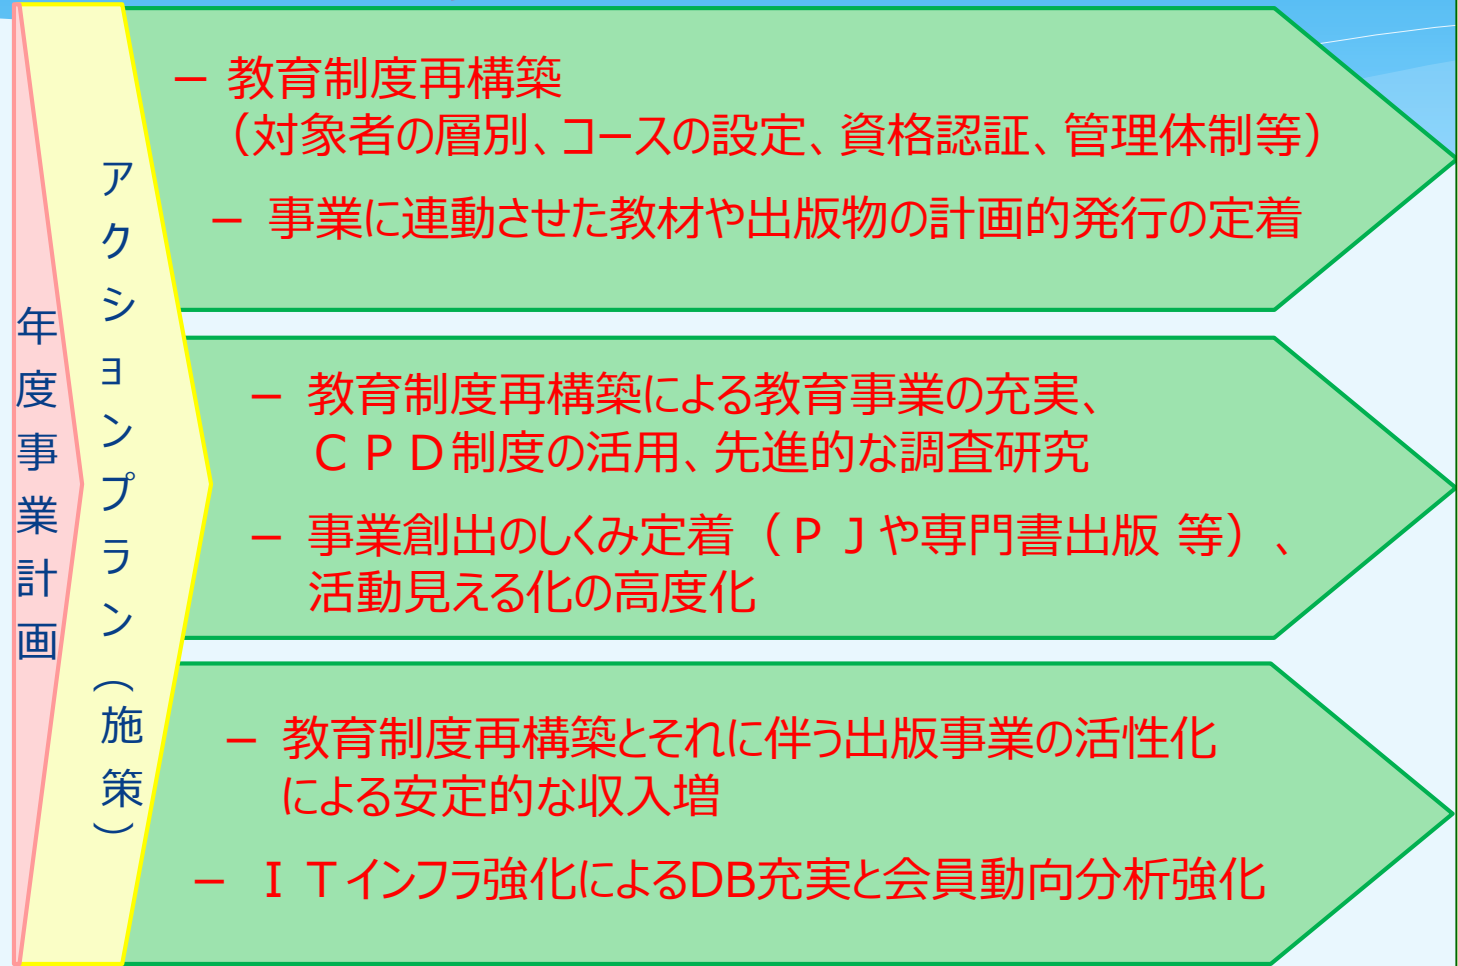 年度事業計画
アクションプラン（施策）
－ 教育制度再構築
（対象者の層別、コースの設定、資格認証、管理体制等）
－ 事業に連動させた教材や出版物の計画的発行の定着
－ 教育制度再構築による教育事業の充実、
ＣＰＤ制度の活用、先進的な調査研究
－ 事業創出のしくみ定着（ＰＪや専門書出版 等）、
活動見える化の高度化
－ 教育制度再構築とそれに伴う出版事業の活性化
による安定的な収入増
－ ＩＴインフラ強化によるDB充実と会員動向分析強化